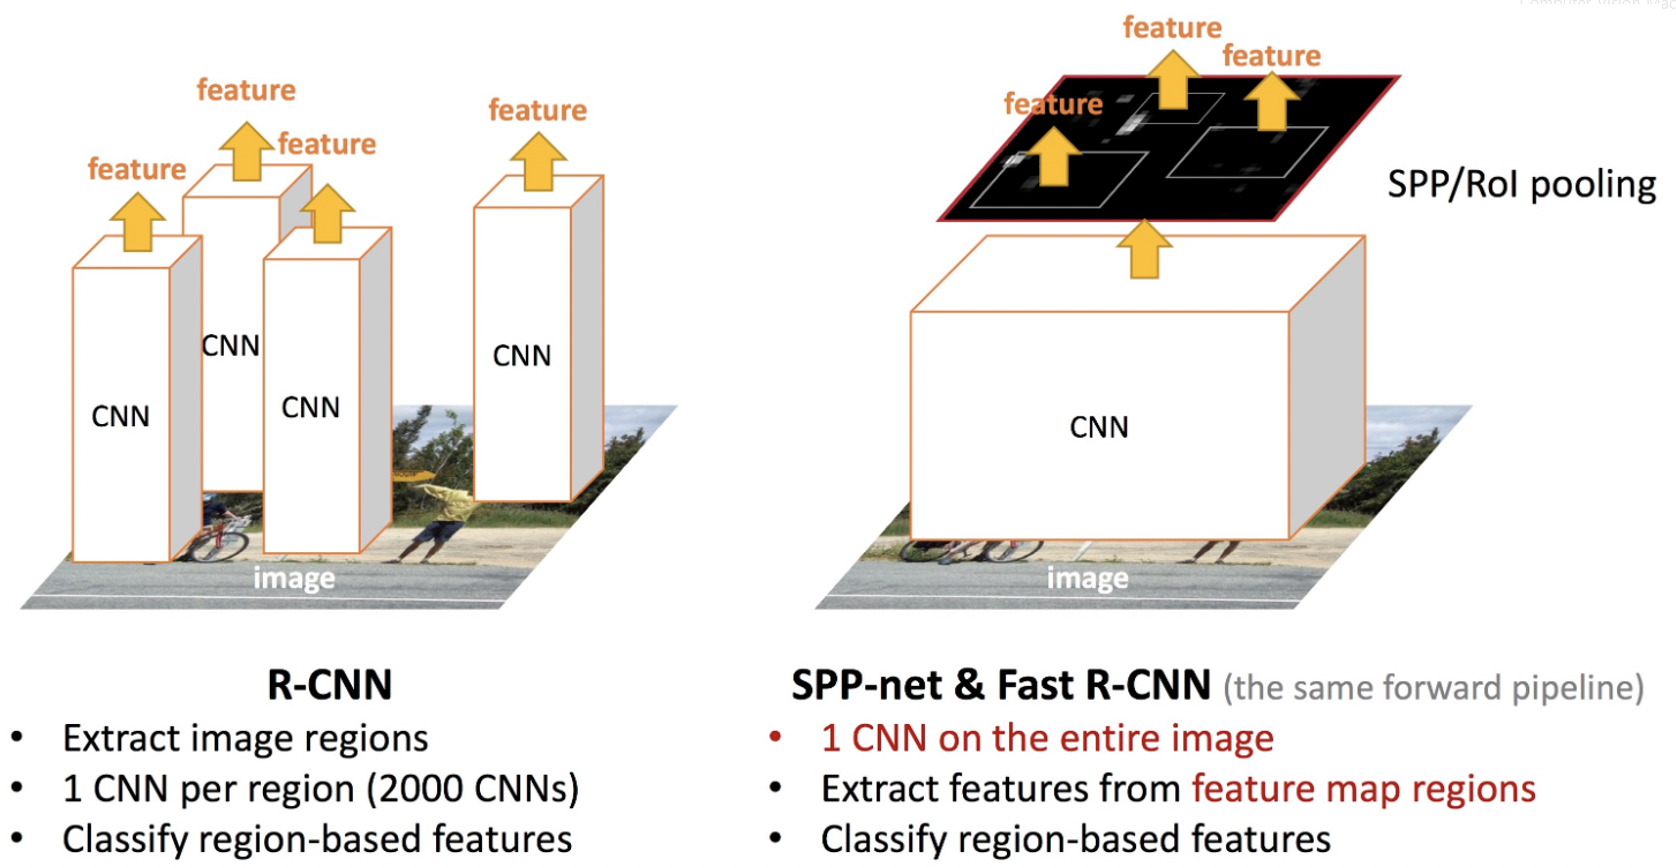 feature
feature
feature
feature
CNN
CNN
CNN
CNN
image
R-CNN
• Extract image regions
• 1 CNN per region (2000 CNNs)
• Classify region-based features
feature
feature
feature
SPP/RoI pooling
CNN
image
SPP-net & Fast R-CNN (the same forward pipeline)
• 1 CNN on the entire image
• Extract features from feature map regions
• Classify region-based features